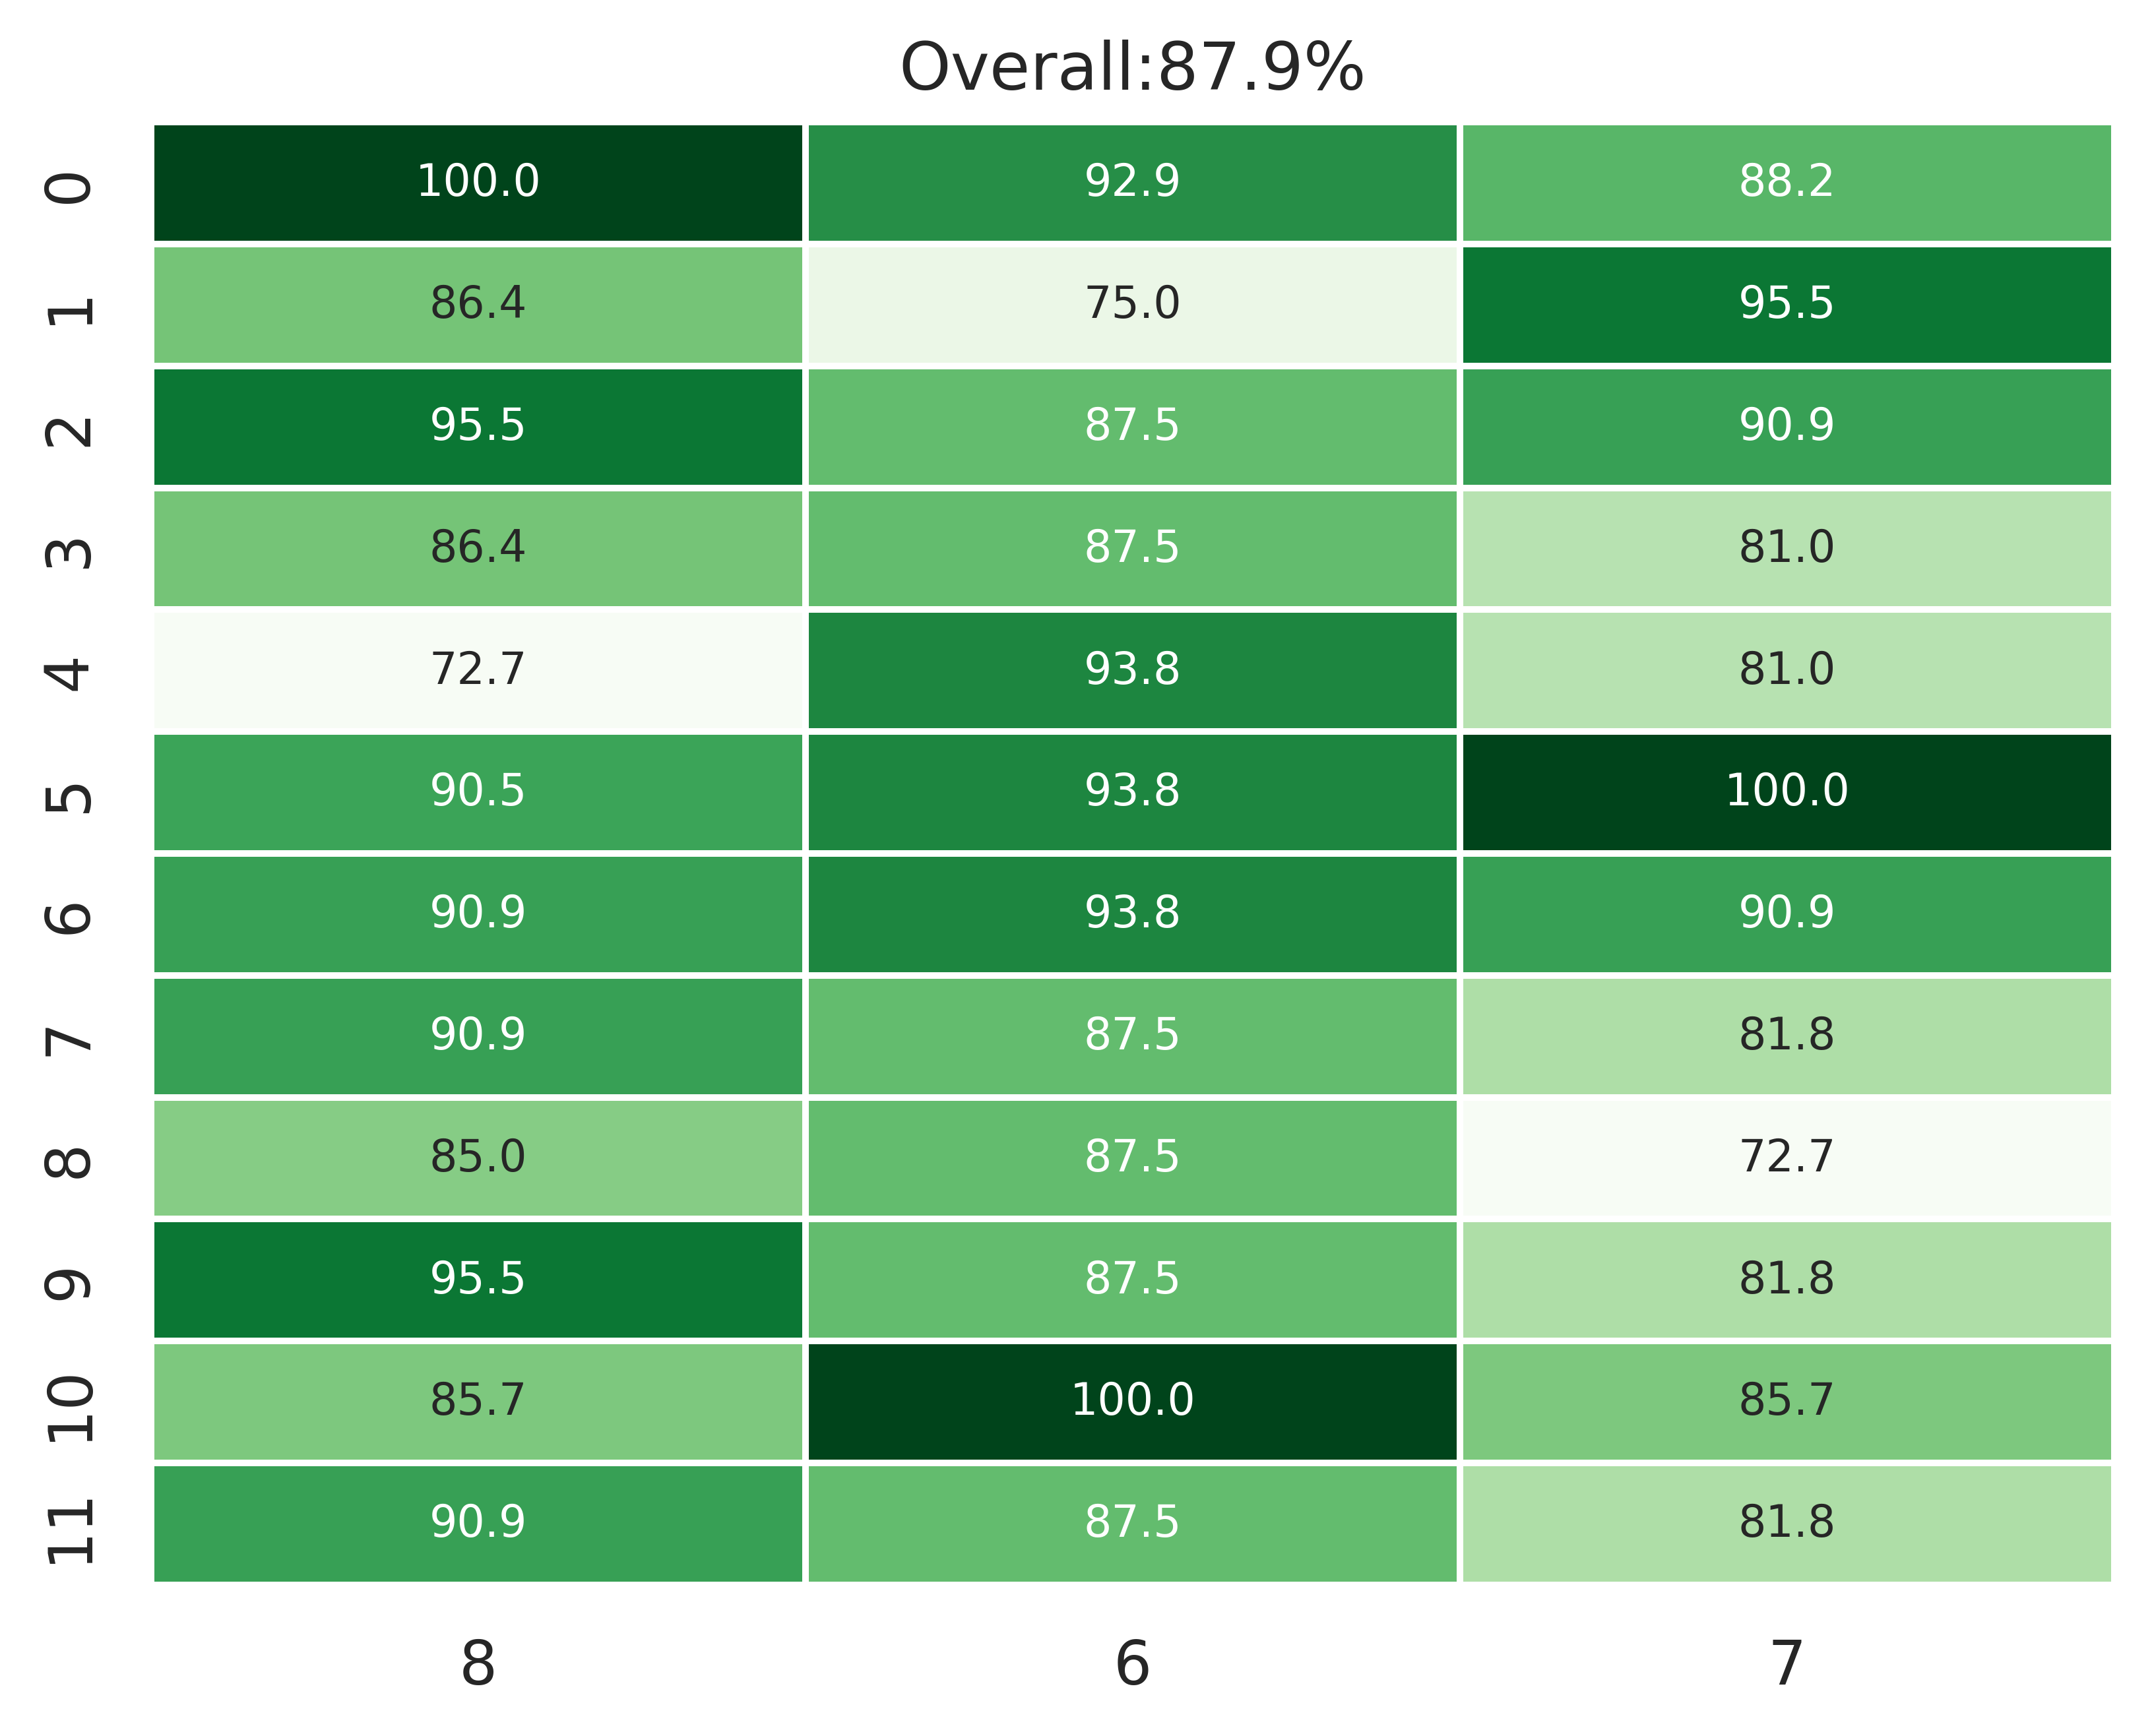 Overall:87.9%
0 100.0 92.9 88.2
1 86.4 75.0 95.5
2 95.5 87.5 90.9
3 86.4 87.5 81.0
4 72.7 93.8 81.0
5 90.5 93.8 100.0
6 90.9 93.8 90.9
7 90.9 87.5 81.8
8 85.0 87.5 72.7
9 95.5 87.5 81.8
10 85.7 100.0 85.7
11 90.9 87.5 81.8
8 6 7